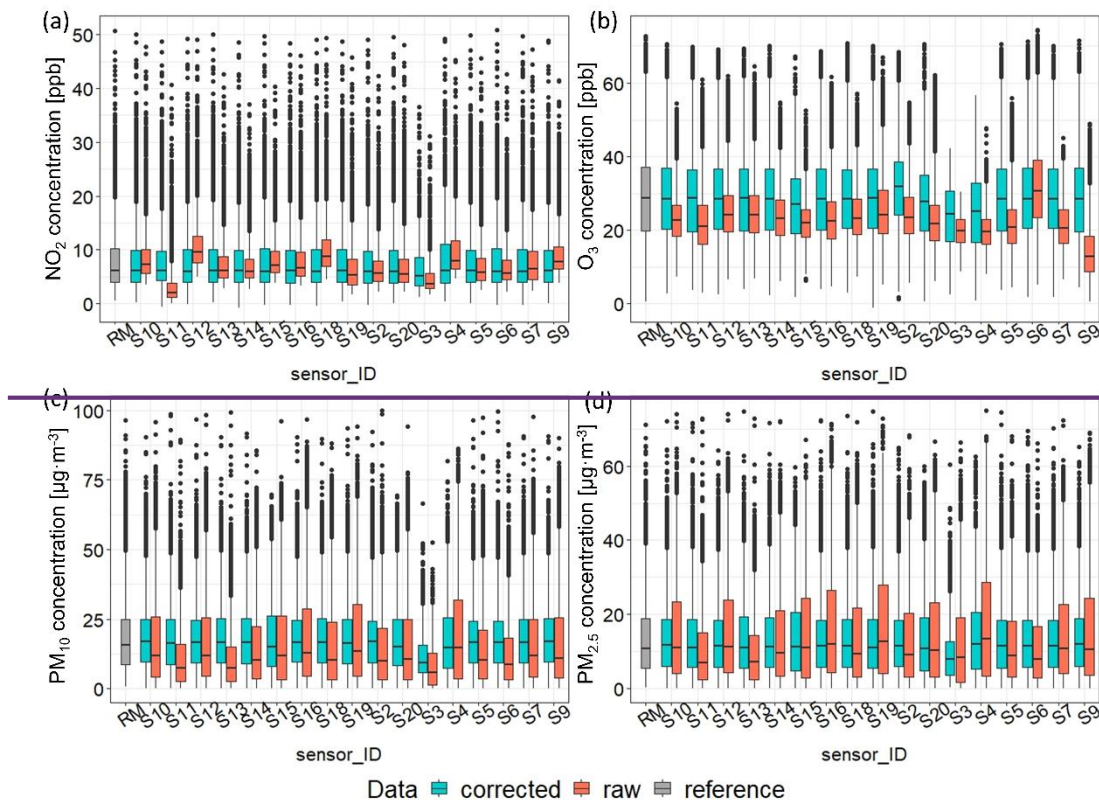 (a)
NO2 concentration [ppb]
50
40
30
20
10
0
RM S10 S11 S12 S13 S14 S15 S16 S18 S19 S2 S20 S3 S4 S5 S6 S7 S9
sensor_ID
(b)
O3 concentration [ppb]
60
40
20
0
RM S10 S11 S12 S13 S14 S15 S16 S18 S19 S2 S20 S3 S4 S5 S6 S7 S9
sensor_ID
(c)
PM10 concentration [µg·m-3]
100
75
50
25
0
RM S10 S11 S12 S13 S14 S15 S16 S18 S19 S2 S20 S3 S4 S5 S6 S7 S9
sensor_ID
(d)
PM2.5 concentration [µg·m-3]
80
60
40
20
0
RM S10 S11 S12 S13 S14 S15 S16 S18 S19 S2 S20 S3 S4 S5 S6 S7 S9
sensor_ID
Data corrected raw reference